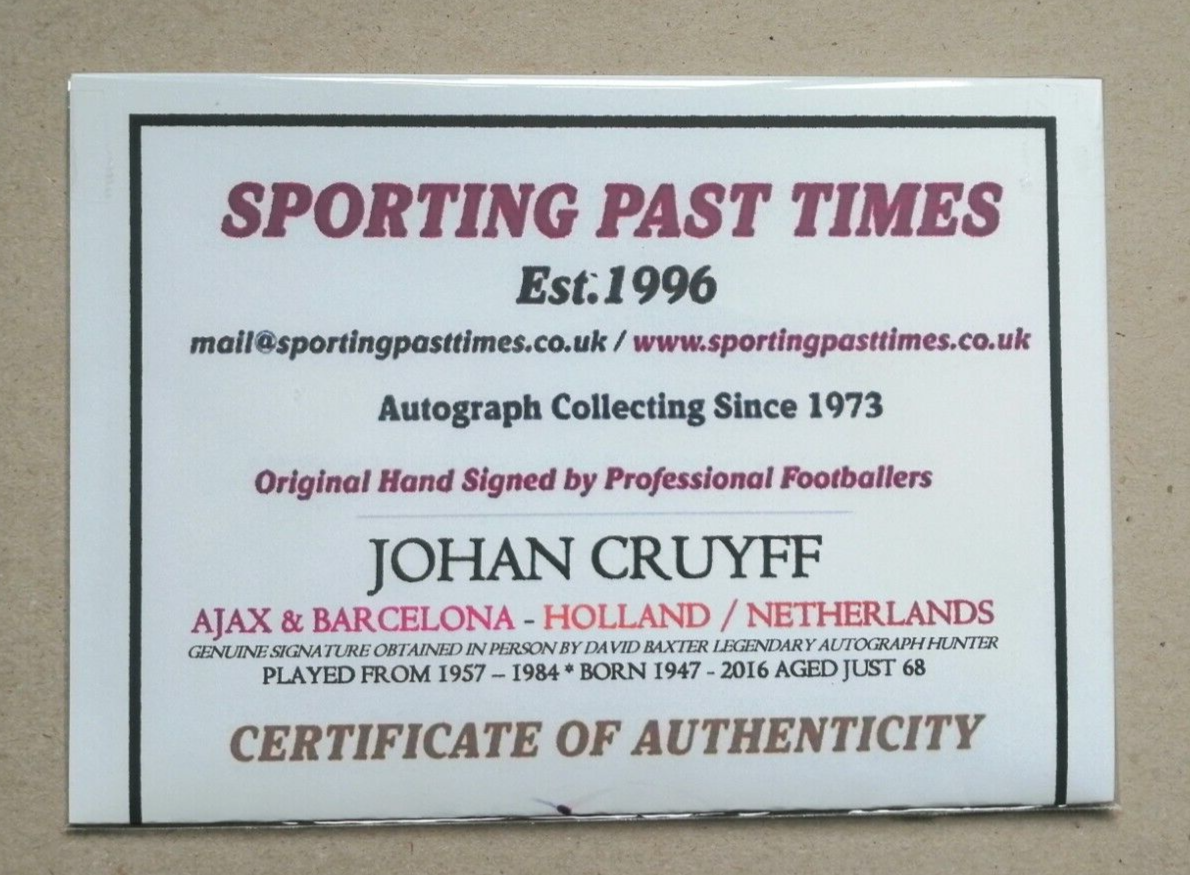 SPORTING PAST TIMES
Est.1996
mail@sportingpasttimes.co.uk / www.sportingpasttimes.co.uk
Autograph Collecting Since 1973
Original Hand Signed by Professional Footballers
JOHAN CRUYFF
AJAX & BARCELONA - HOLLAND / NETHERLANDS
GENUINE SIGNATURE OBTAINED IN PERSON BY DAVID BAXTER LEGENDARY AUTOGRAPH HUNTER
PLAYED FROM 1957 – 1984 * BORN 1947 - 2016 AGED JUST 68
CERTIFICATE OF AUTHENTICITY